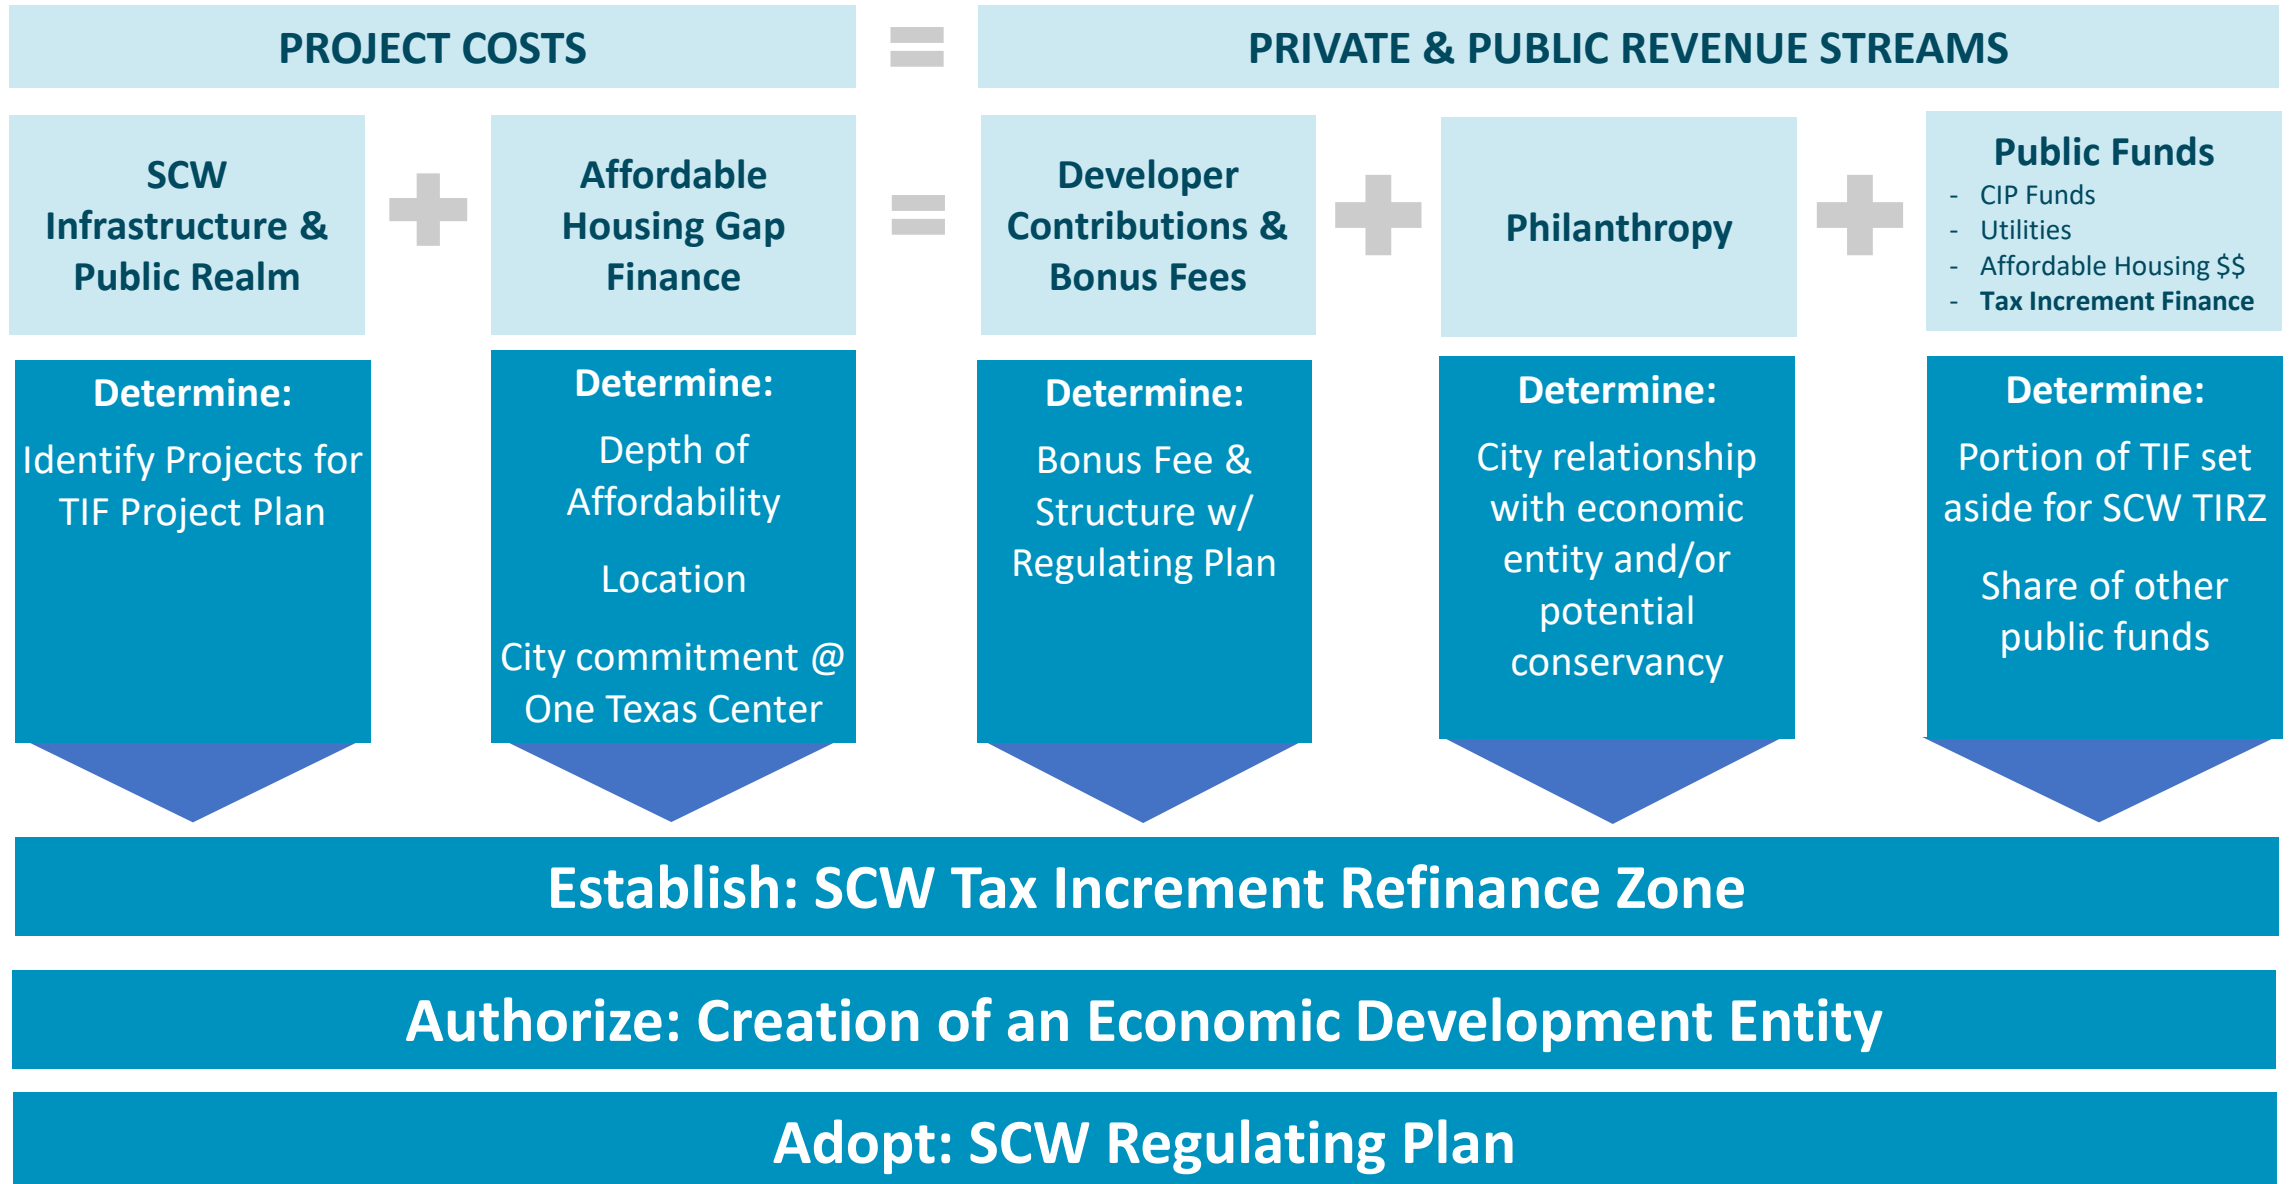 PROJECT COSTS
PRIVATE & PUBLIC REVENUE STREAMS
SCW
Infrastructure &
Public Realm
Affordable
Housing Gap
Finance
Developer
Contributions &
Bonus Fees
Philanthropy
Public Funds
- CIP Funds
- Utilities
- Affordable Housing $$
- Tax Increment Finance
Determine:
Identify Projects for
TIF Project Plan
Determine:
Depth of
Affordability
Location
City commitment @
One Texas Center
Determine:
Bonus Fee &
Structure w/
Regulating Plan
Determine:
City relationship
with economic
entity and/or
potential
conservancy
Determine:
Portion of TIF set
aside for SCW TIRZ
Share of other
public funds
Establish: SCW Tax Increment Refinance Zone
Authorize: Creation of an Economic Development Entity
Adopt: SCW Regulating Plan